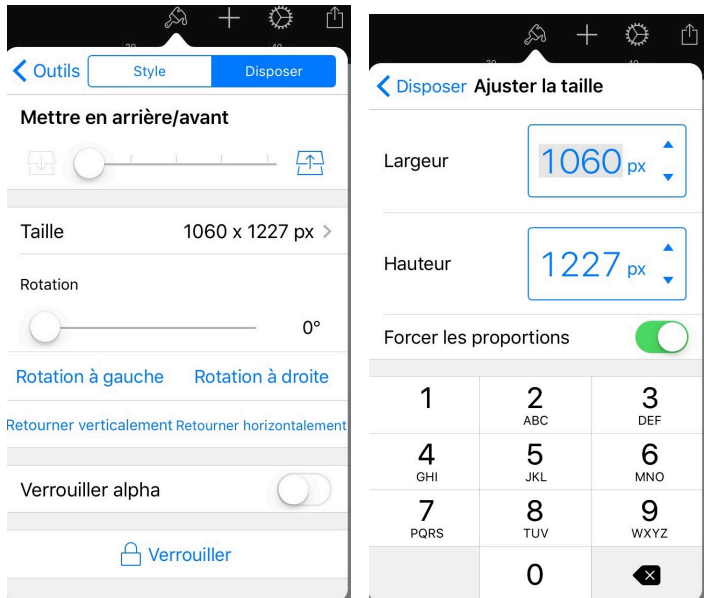 Outils
Style
Disposer
Mettre en arrière/avant
Taille
1060 x 1227 px
Rotation
0°
Rotation à gauche
Rotation à droite
Retourner verticalement
Retourner horizontalement
Verrouiller alpha
Verrouiller
Disposer
Ajuster la taille
Largeur
1060 px
Hauteur
1227 px
Forcer les proportions
1
2
3
ABC
DEF
4
5
6
GHI
JKL
MNO
7
8
9
PQRS
TUV
WXYZ
0